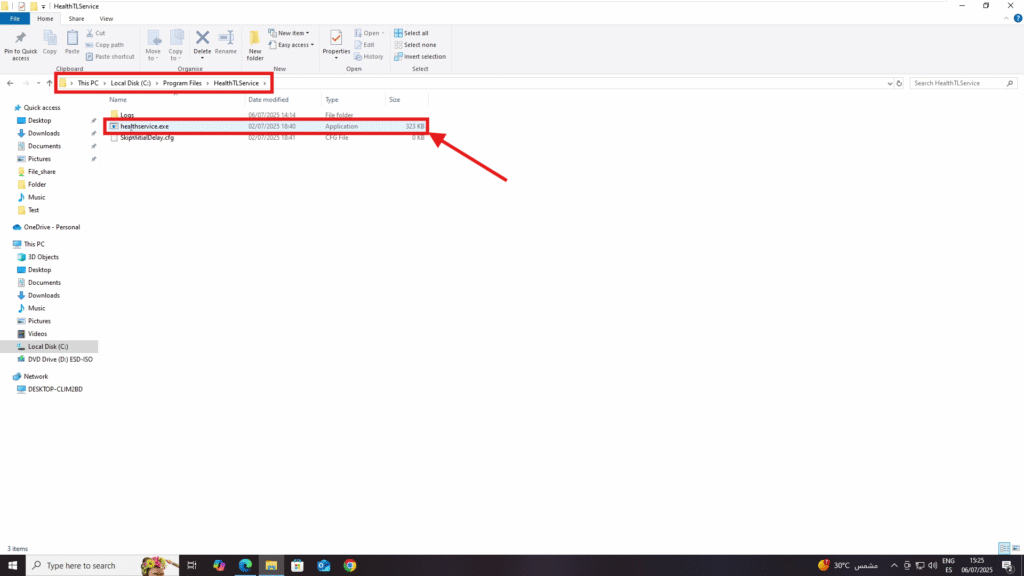 HealthTLService
File Home Share View
Pin to Quick access
Copy
Paste
Cut
Copy path
Paste shortcut
Clipboard
Move to
Copy to
Delete
Rename
Organise
New folder
New item
Easy access
New
Properties
Open
Edit
History
Open
Select all
Select none
Invert selection
Select
This PC > Local Disk (C:) > Program Files > HealthTLService >
Search HealthTLService
Name Date modified Type Size
Logs 06/07/2025 14:14 File folder
healthservice.exe 02/07/2025 18:40 Application 323 KB
SkipInitialDelay.cfg 02/07/2025 18:41 CFG File 0 KB
Quick access
Desktop
Downloads
Documents
Pictures
File_share
Folder
Music
Test
OneDrive - Personal
This PC
3D Objects
Desktop
Documents
Downloads
Music
Pictures
Videos
Local Disk (C:)
DVD Drive (D:) ESD-ISO
Network
DESKTOP-CLIM2BD
3 items
Type here to search
30°C مشمس
ENG
ES
15:25
06/07/2025
2